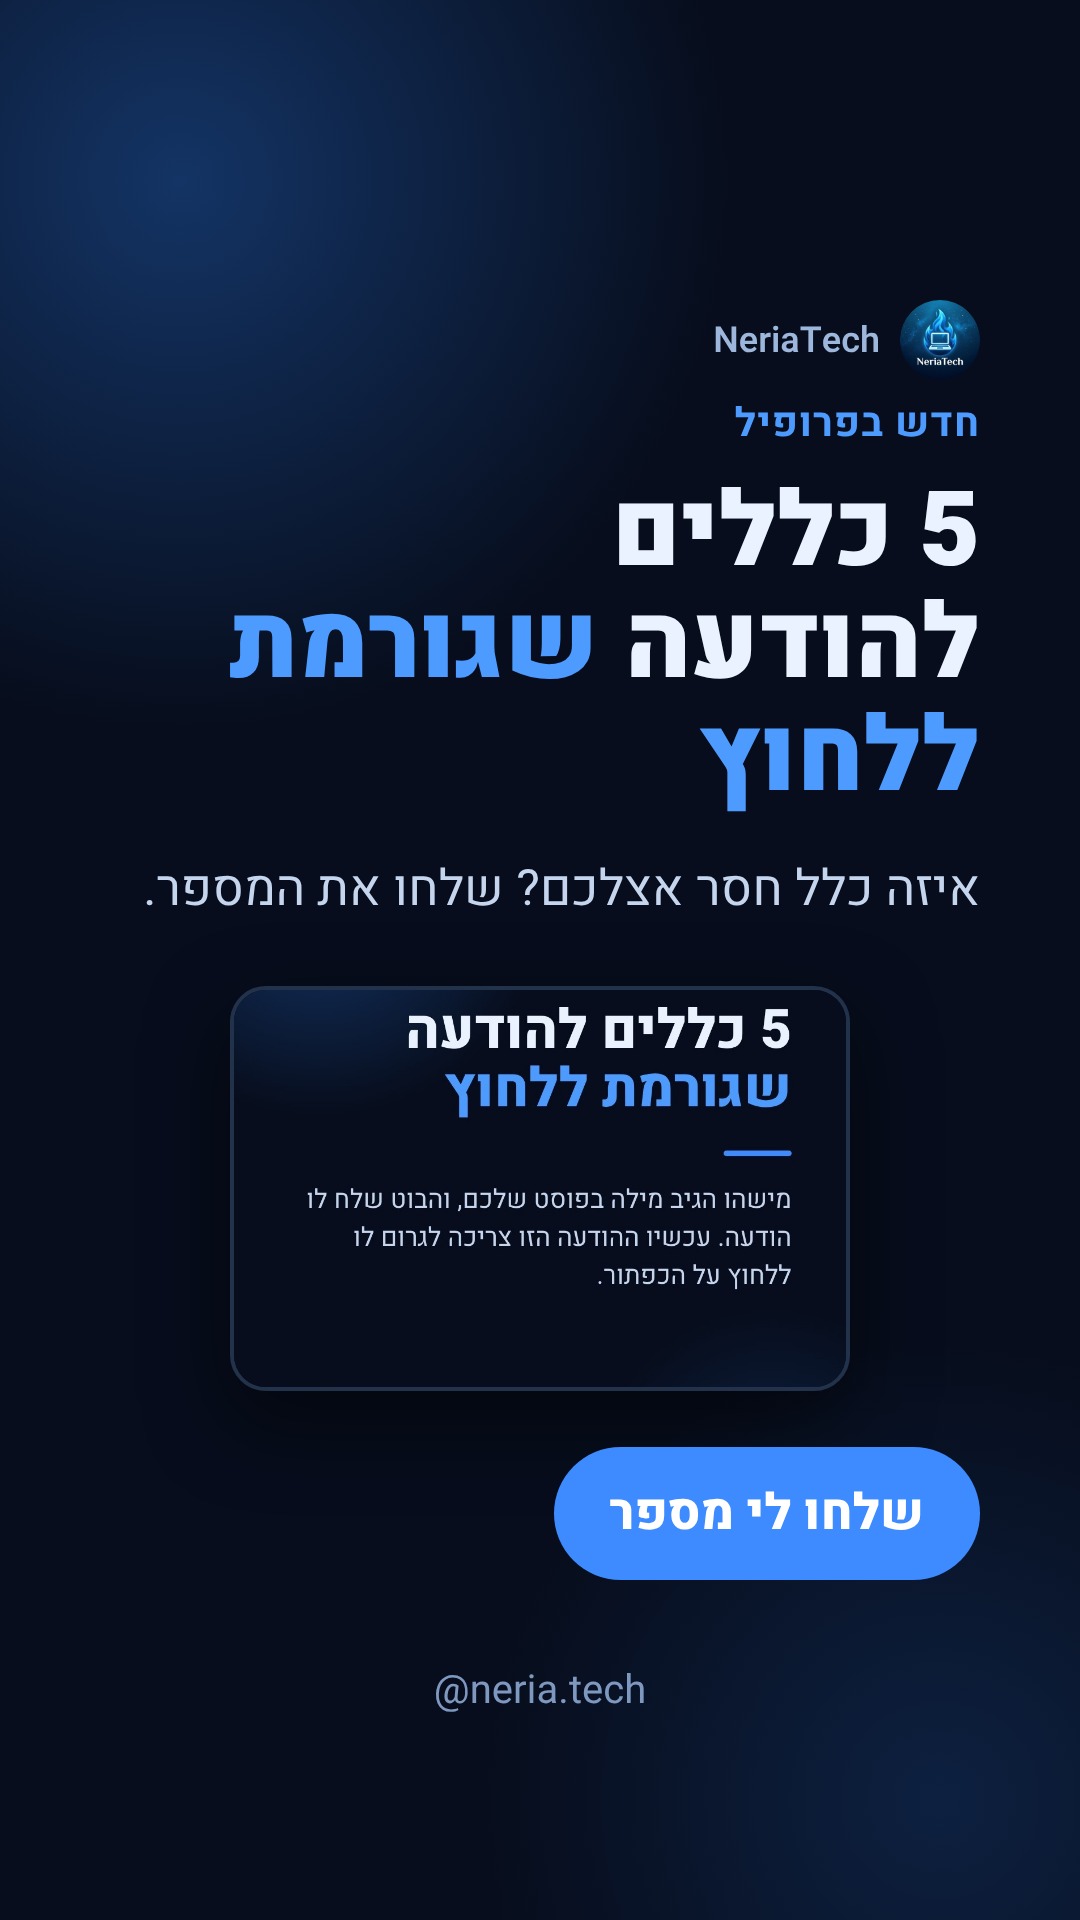 NeriaTech
NeriaTech
חדש בפרופיל
5 כללים
להודעה שגורמת
ללחוץ
איזה כלל חסר אצלכם? שלחו את המספר.
5 כללים להודעה
שגורמת ללחוץ
מישהו הגיב מילה בפוסט שלכם, והבוט שלח לו
הודעה. עכשיו ההודעה הזו צריכה לגרום לו
ללחוץ על הכפתור.
שלחו לי מספר
@neria.tech